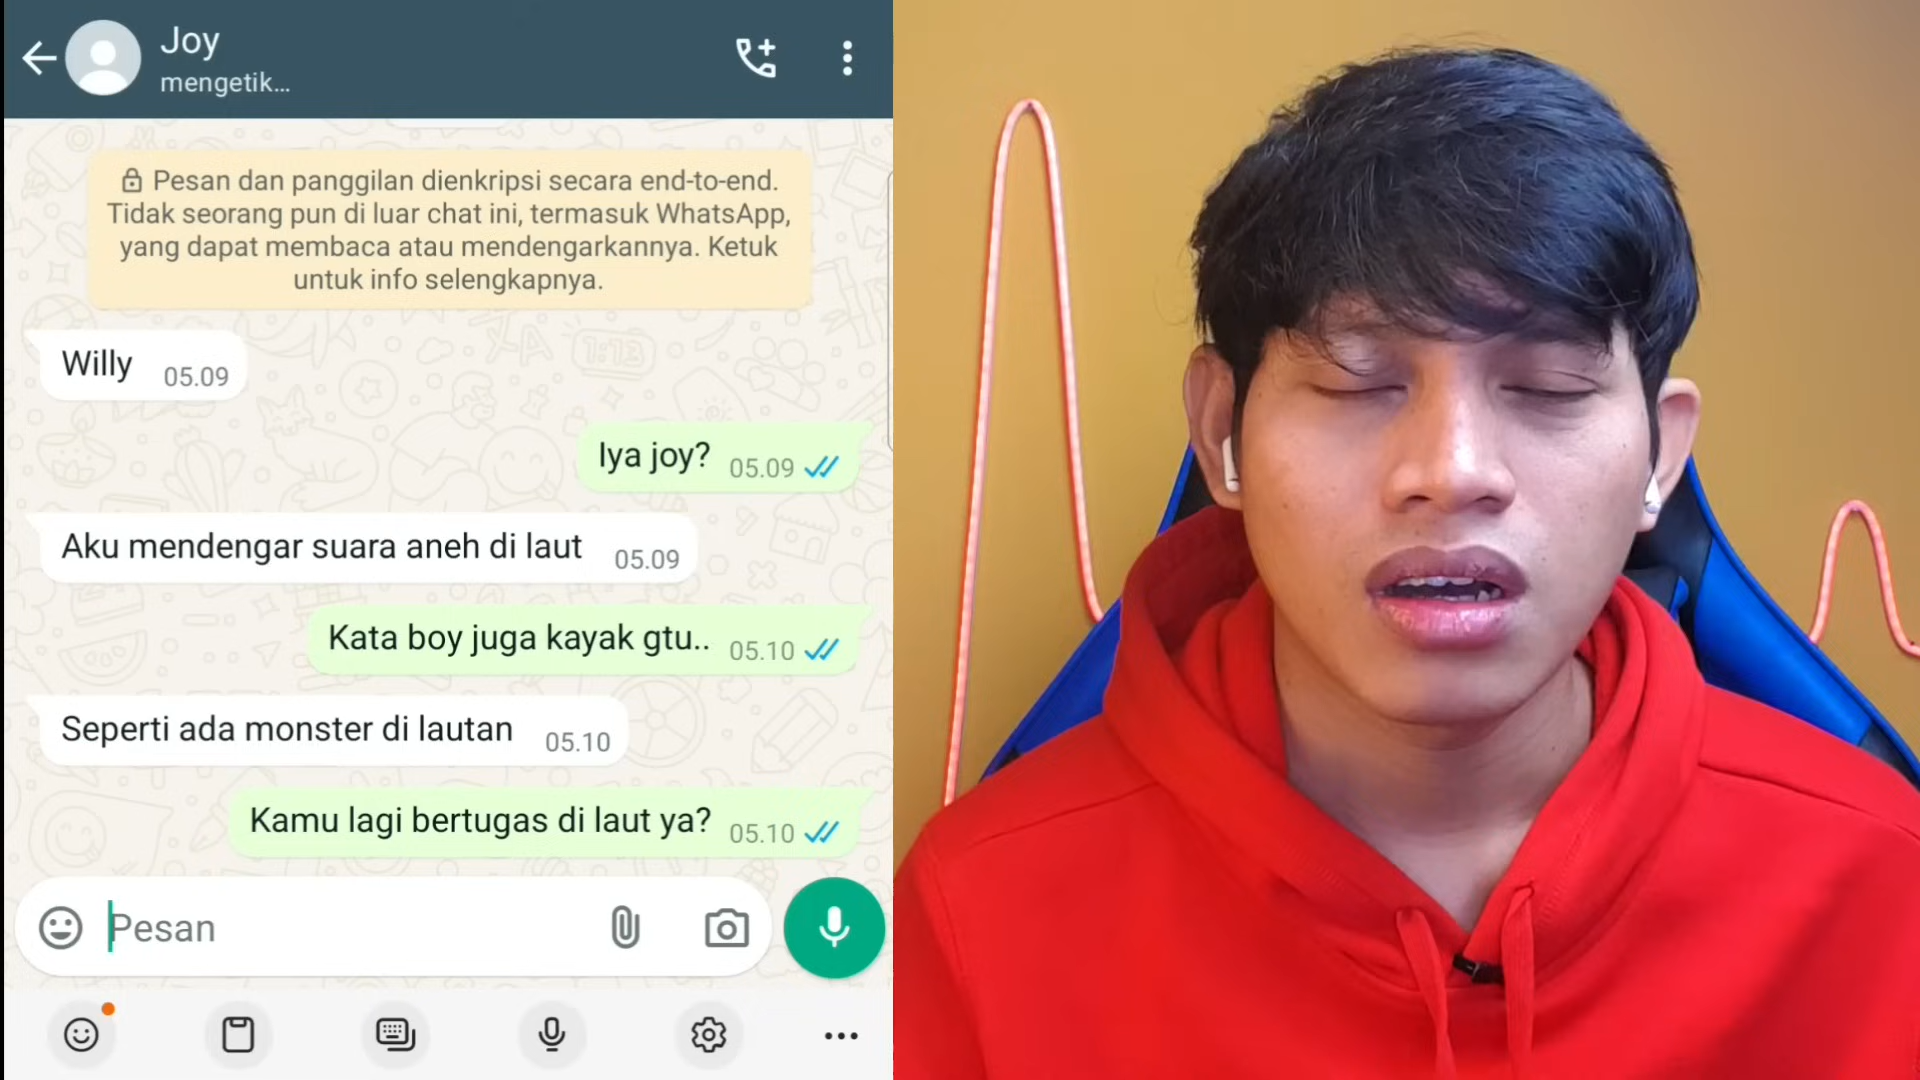 Joy
mengetik...
Pesan dan panggilan dienkripsi secara end-to-end.
Tidak seorang pun di luar chat ini, termasuk WhatsApp,
yang dapat membaca atau mendengarkannya. Ketuk
untuk info selengkapnya.
Willy 05.09
Iya joy? 05.09
Aku mendengar suara aneh di laut 05.09
Kata boy juga kayak gtu.. 05.10
Seperti ada monster di lautan 05.10
Kamu lagi bertugas di laut ya? 05.10
Pesan